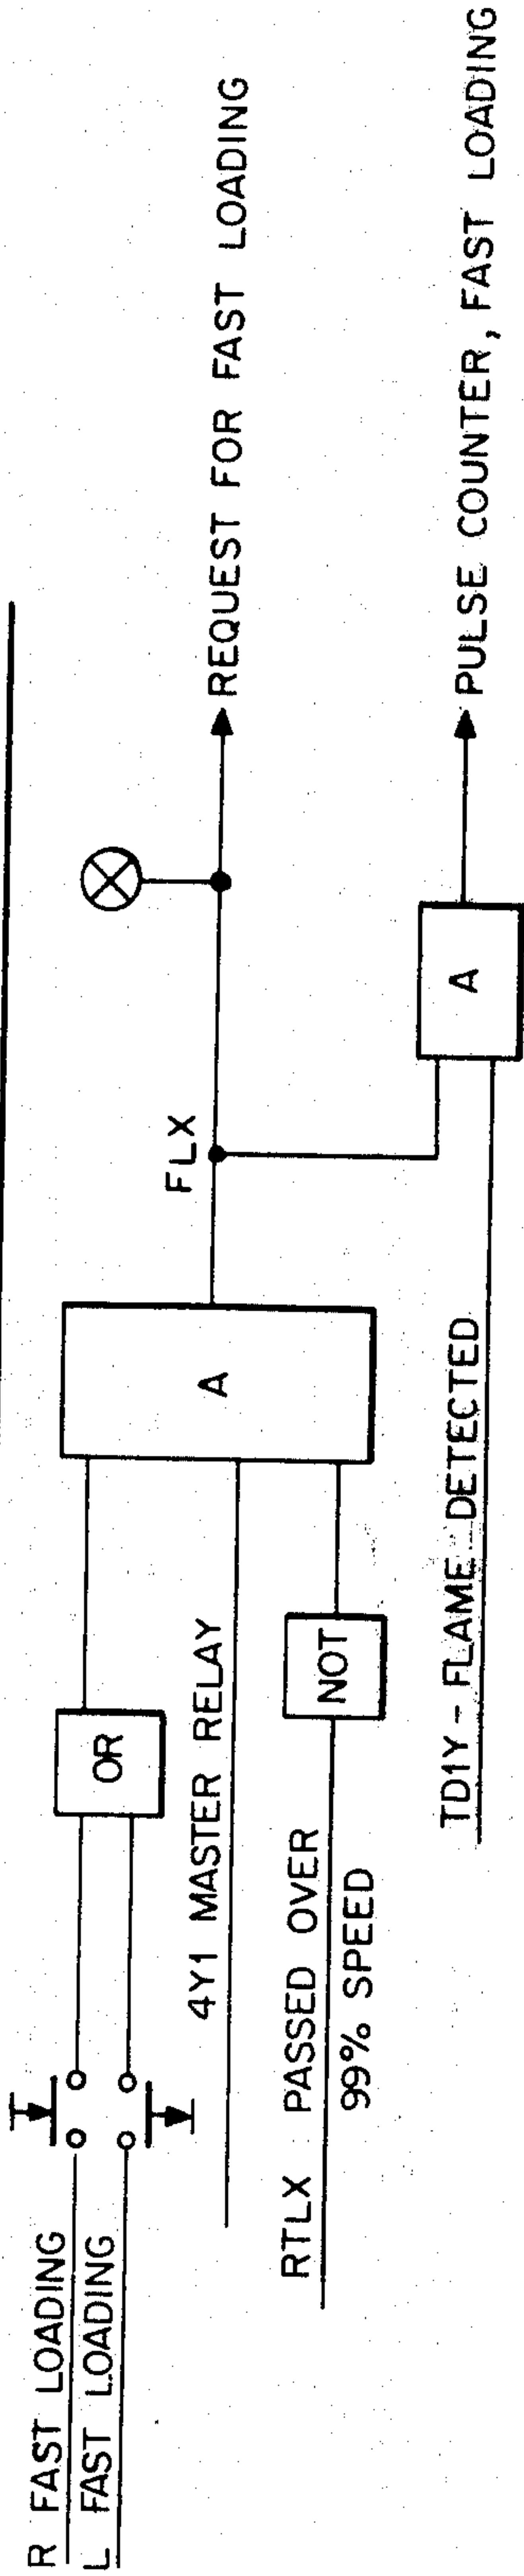 R FAST LOADING
L FAST LOADING
OR
4Y1 MASTER RELAY
RTLX PASSED OVER
99% SPEED
NOT
A
FLX
REQUEST FOR FAST LOADING
TD1Y - FLAME DETECTED
A
PULSE COUNTER, FAST LOADING